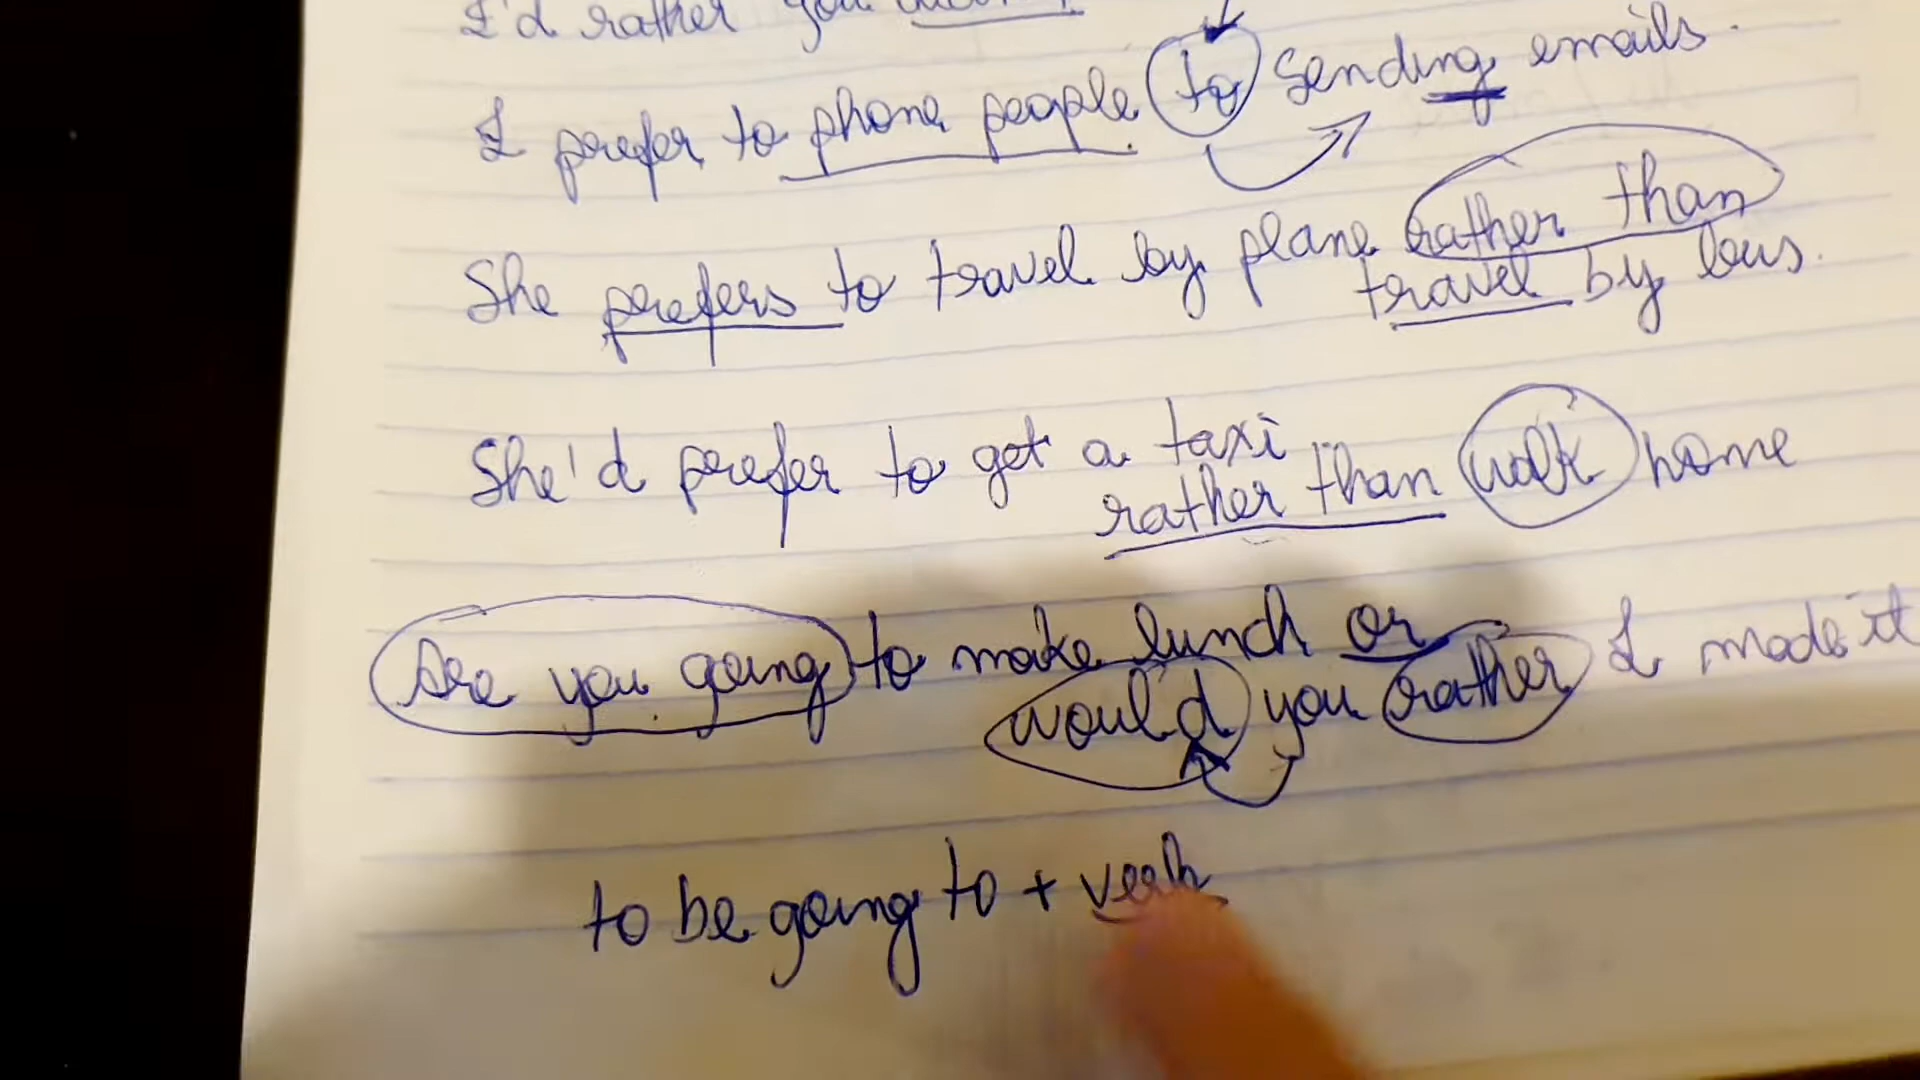 I'd rather you
I prefer to phone people to sending emails.
She prefers to travel by plane rather than
travel by bus.
She'd prefer to get a taxi
rather than walk home
Are you going to make lunch or
would you rather I made it
to be going to + verb